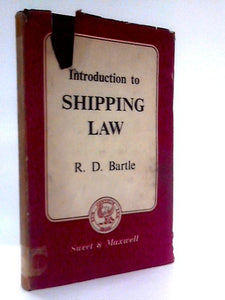 Introduction to
SHIPPING
LAW
R. D. Bartle
Sweet & Maxwell